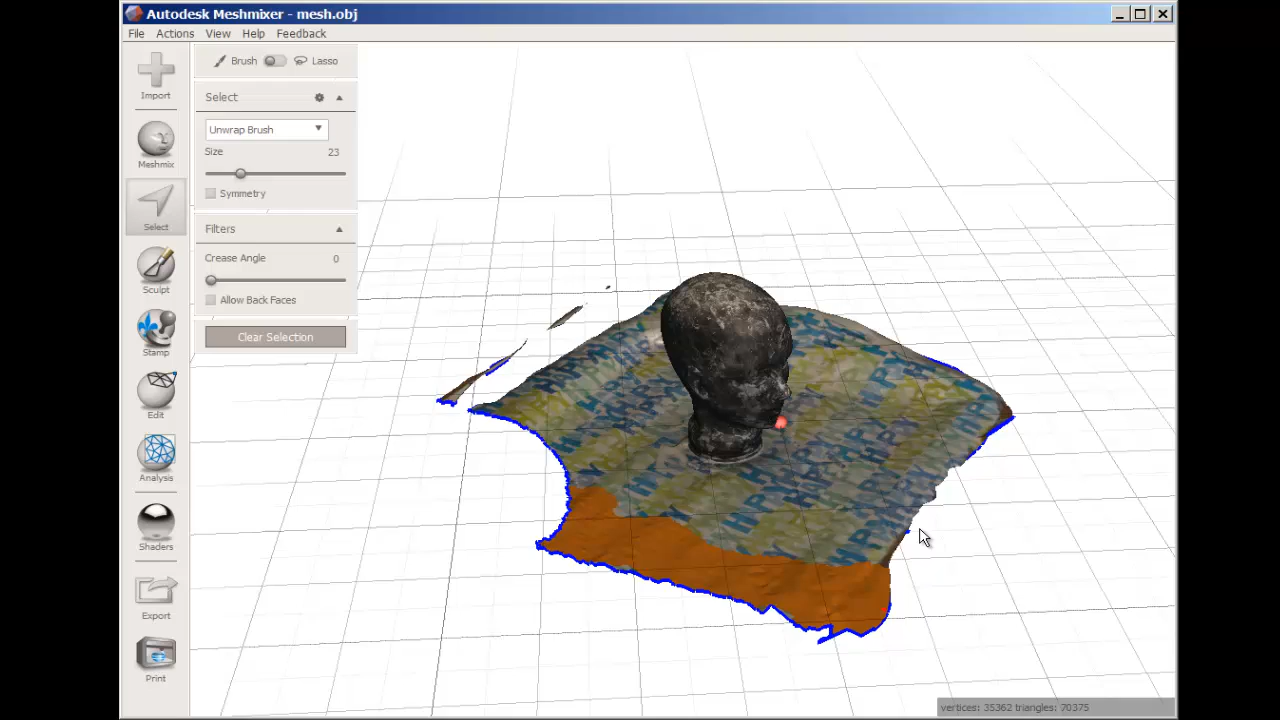 Autodesk Meshmixer - mesh.obj
File Actions View Help Feedback
Import
Meshmix
Select
Sculpt
Stamp
Edit
Analysis
Shaders
Export
Print
Brush Lasso
Select
Unwrap Brush
Size 23
Symmetry
Filters
Crease Angle 0
Allow Back Faces
Clear Selection
vertices: 35362 triangles: 70375